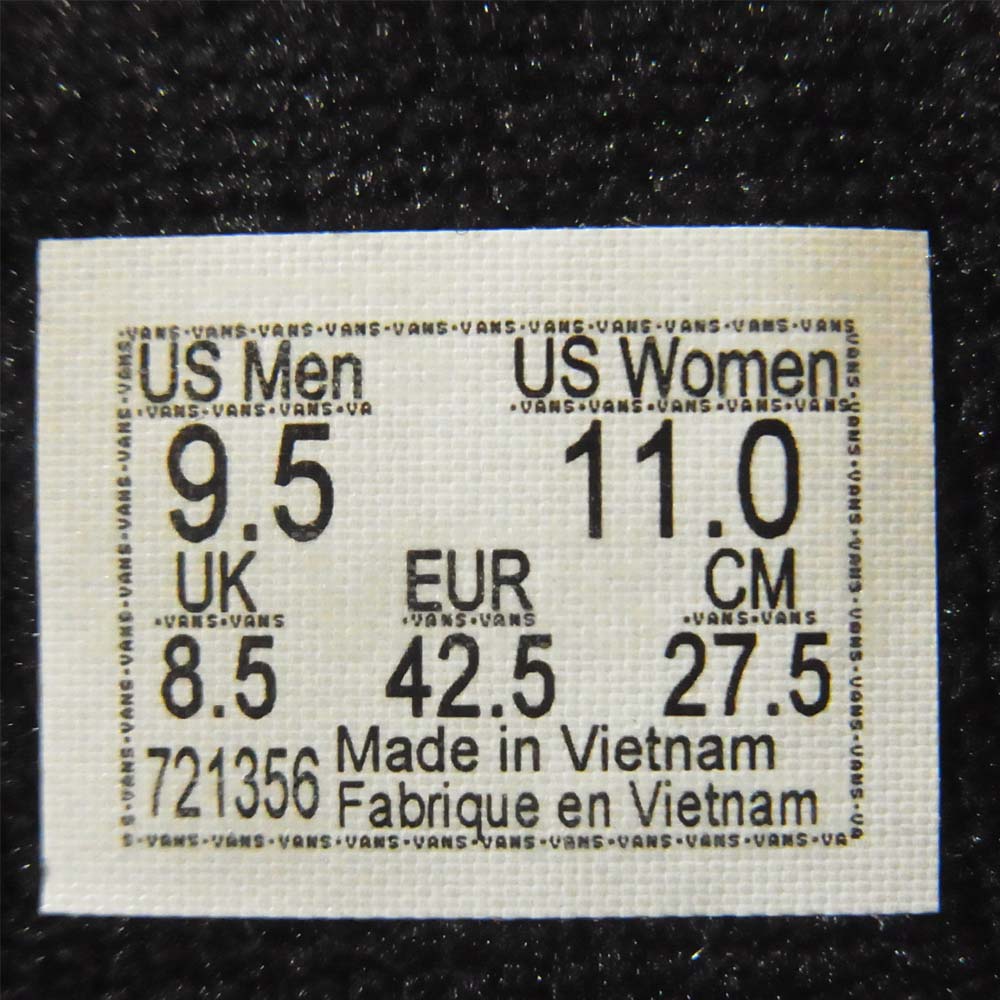 ·VANS·VANS·VANS·VANS·VANS·VANS·VANS·VANS·VANS·VANS·VANS
US Men US Women
·VANS·VANS·VANS·VA ·VANS·VANS·VANS·VANS·VANS
9.5 11.0
UK EUR CM
·VANS·VANS ·VANS·VANS ·VANS·VANS
8.5 42.5 27.5
721356 Made in Vietnam
Fabrique en Vietnam
S·VANS·VANS·VANS·VANS·VANS·VANS·VANS·VANS·VANS·VANS·VA